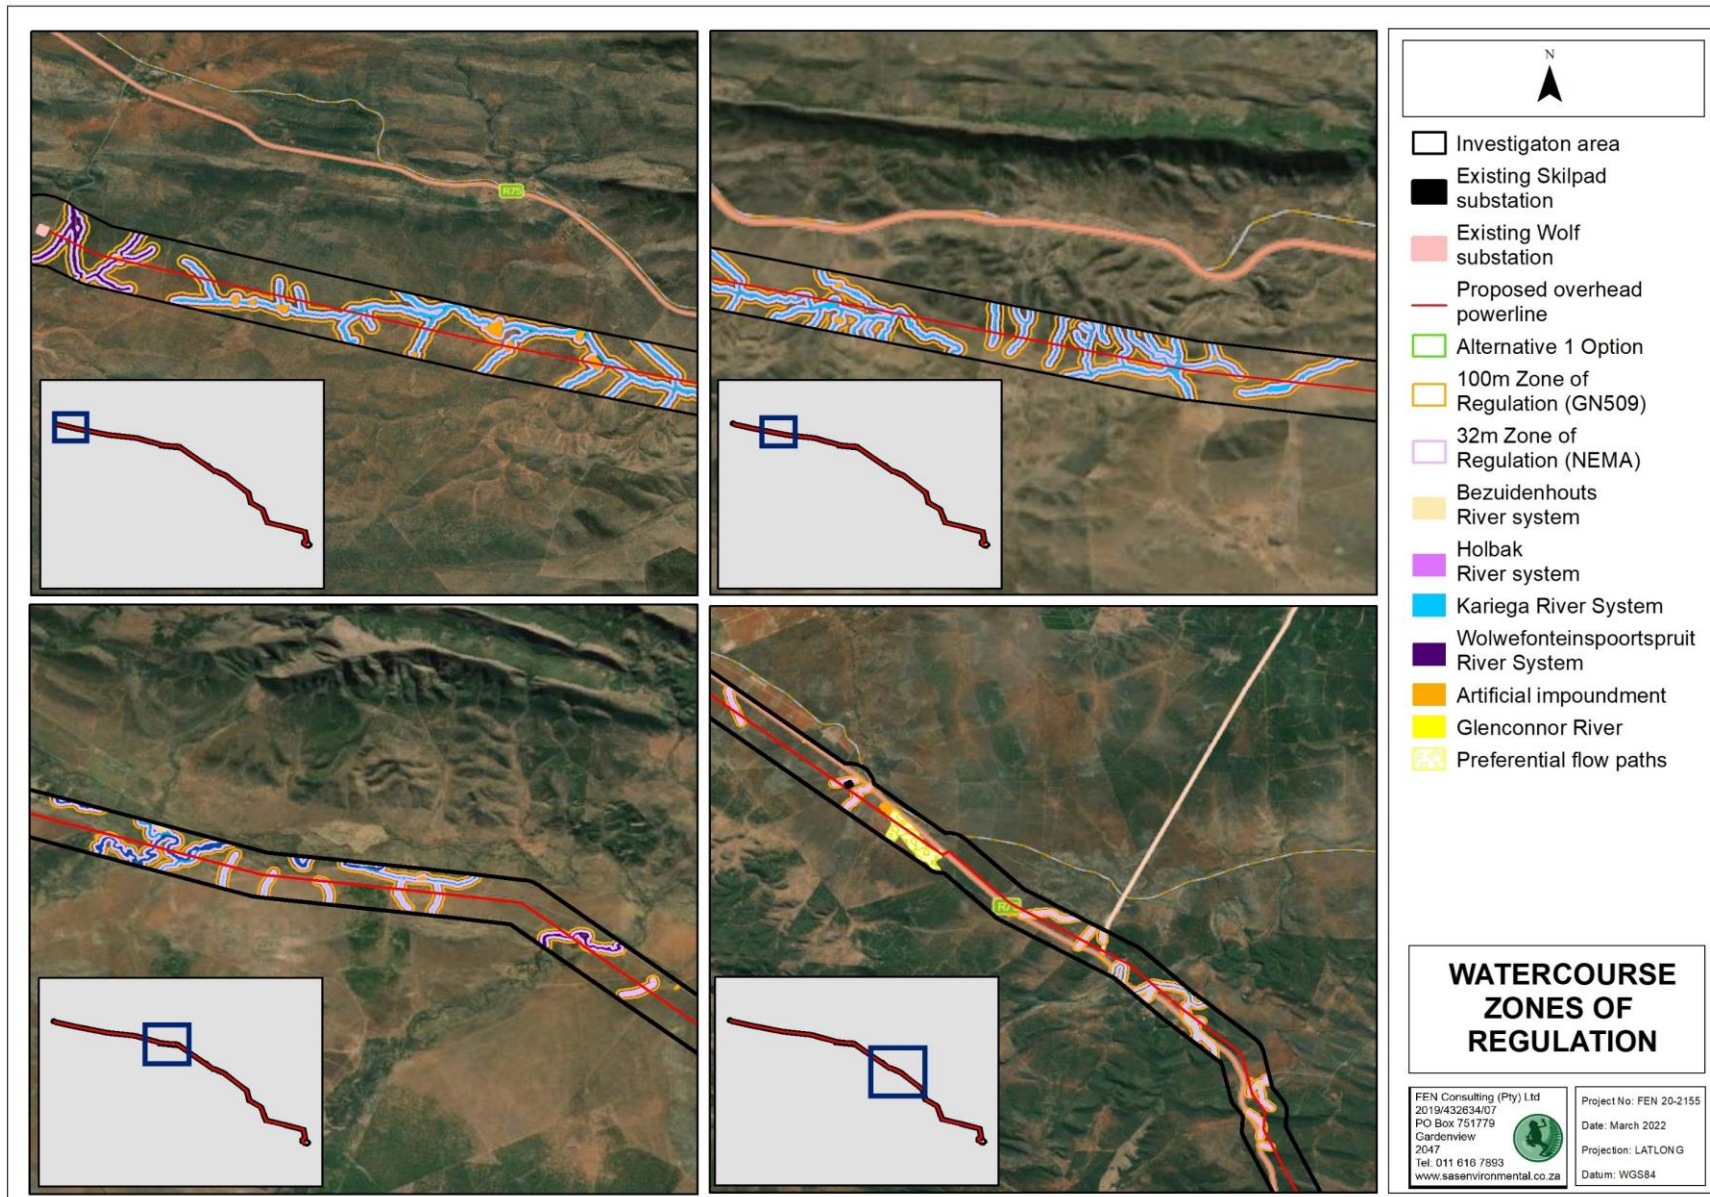 R75
R7
N
Investigaton area
Existing Skilpad
substation
Existing Wolf
substation
Proposed overhead
powerline
Alternative 1 Option
100m Zone of
Regulation (GN509)
32m Zone of
Regulation (NEMA)
Bezuidenhouts
River system
Holbak
River system
Kariega River System
Wolwefonteinspoortspruit
River System
Artificial impoundment
Glenconnor River
Preferential flow paths
WATERCOURSE
ZONES OF
REGULATION
FEN Consulting (Pty) Ltd
2019/432634/07
PO Box 751779
Gardenview
2047
Tel: 011 616 7893
www.sasenvironmental.co.za
Project No: FEN 20-2155
Date: March 2022
Projection: LATLONG
Datum: WGS84